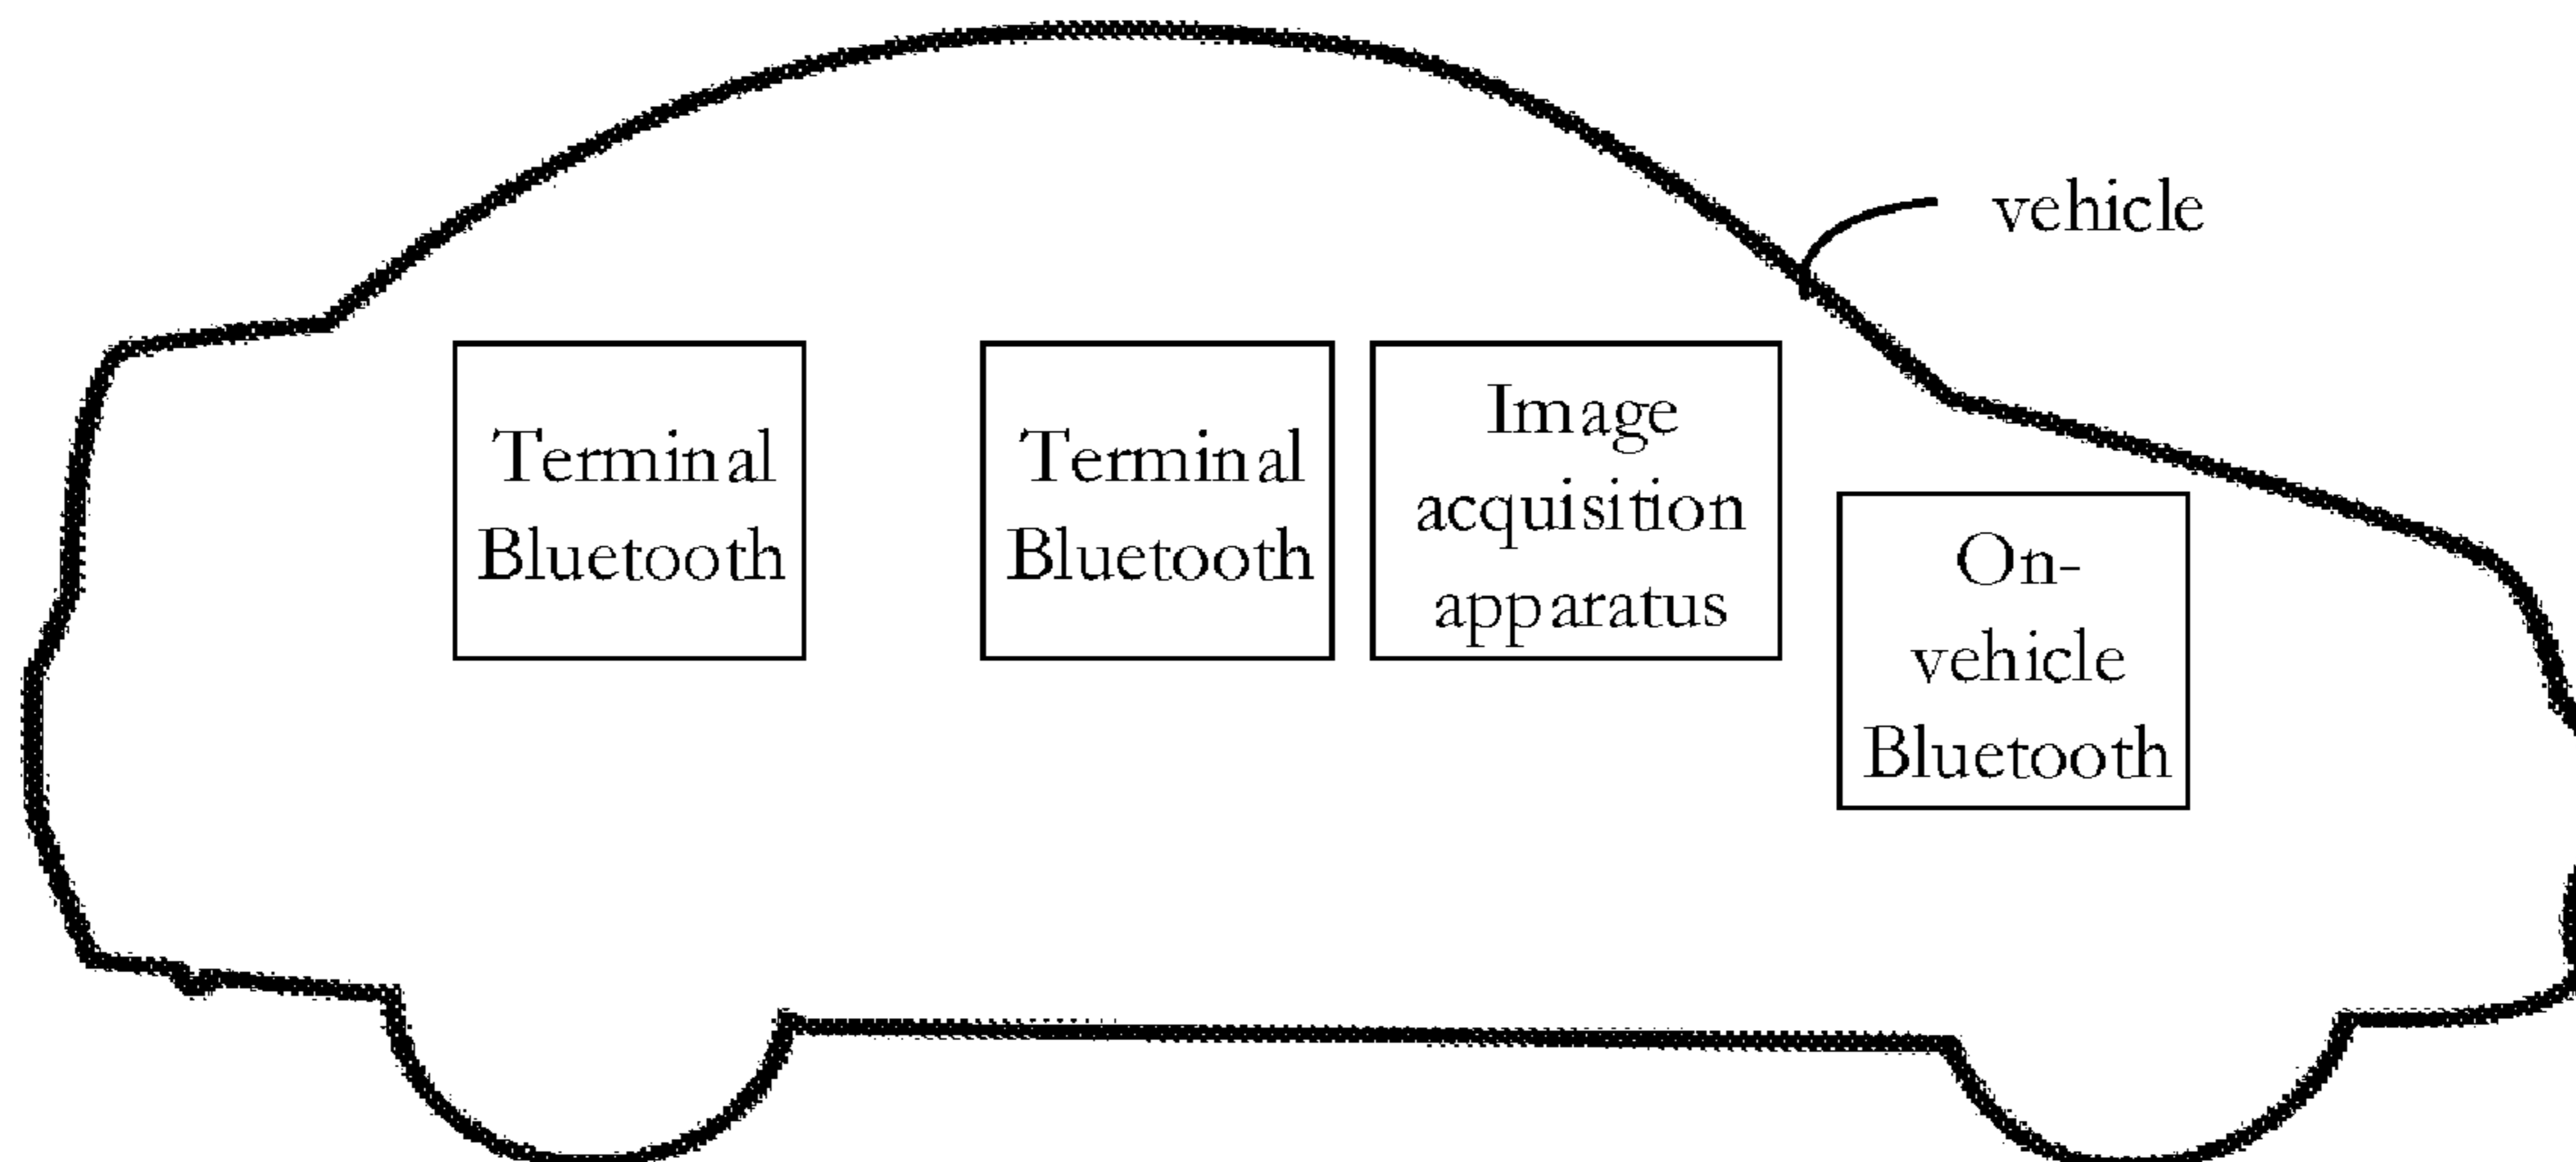 vehicle
Terminal
Bluetooth
Terminal
Bluetooth
Image
acquisition
apparatus
On-
vehicle
Bluetooth